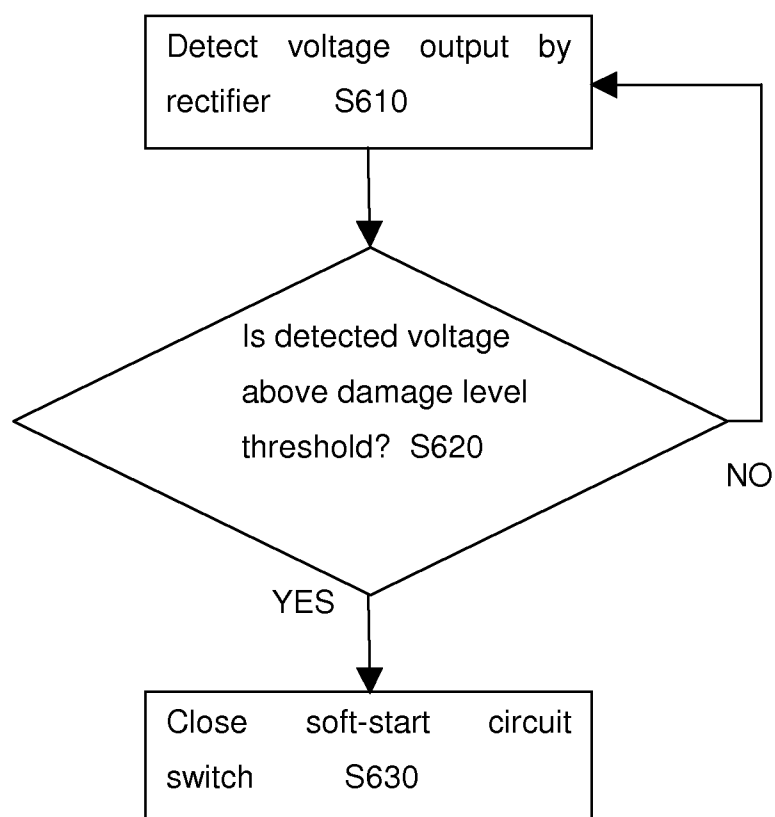 Detect voltage output by
rectifier S610
Is detected voltage
above damage level
threshold? S620
NO
YES
Close soft-start circuit
switch S630